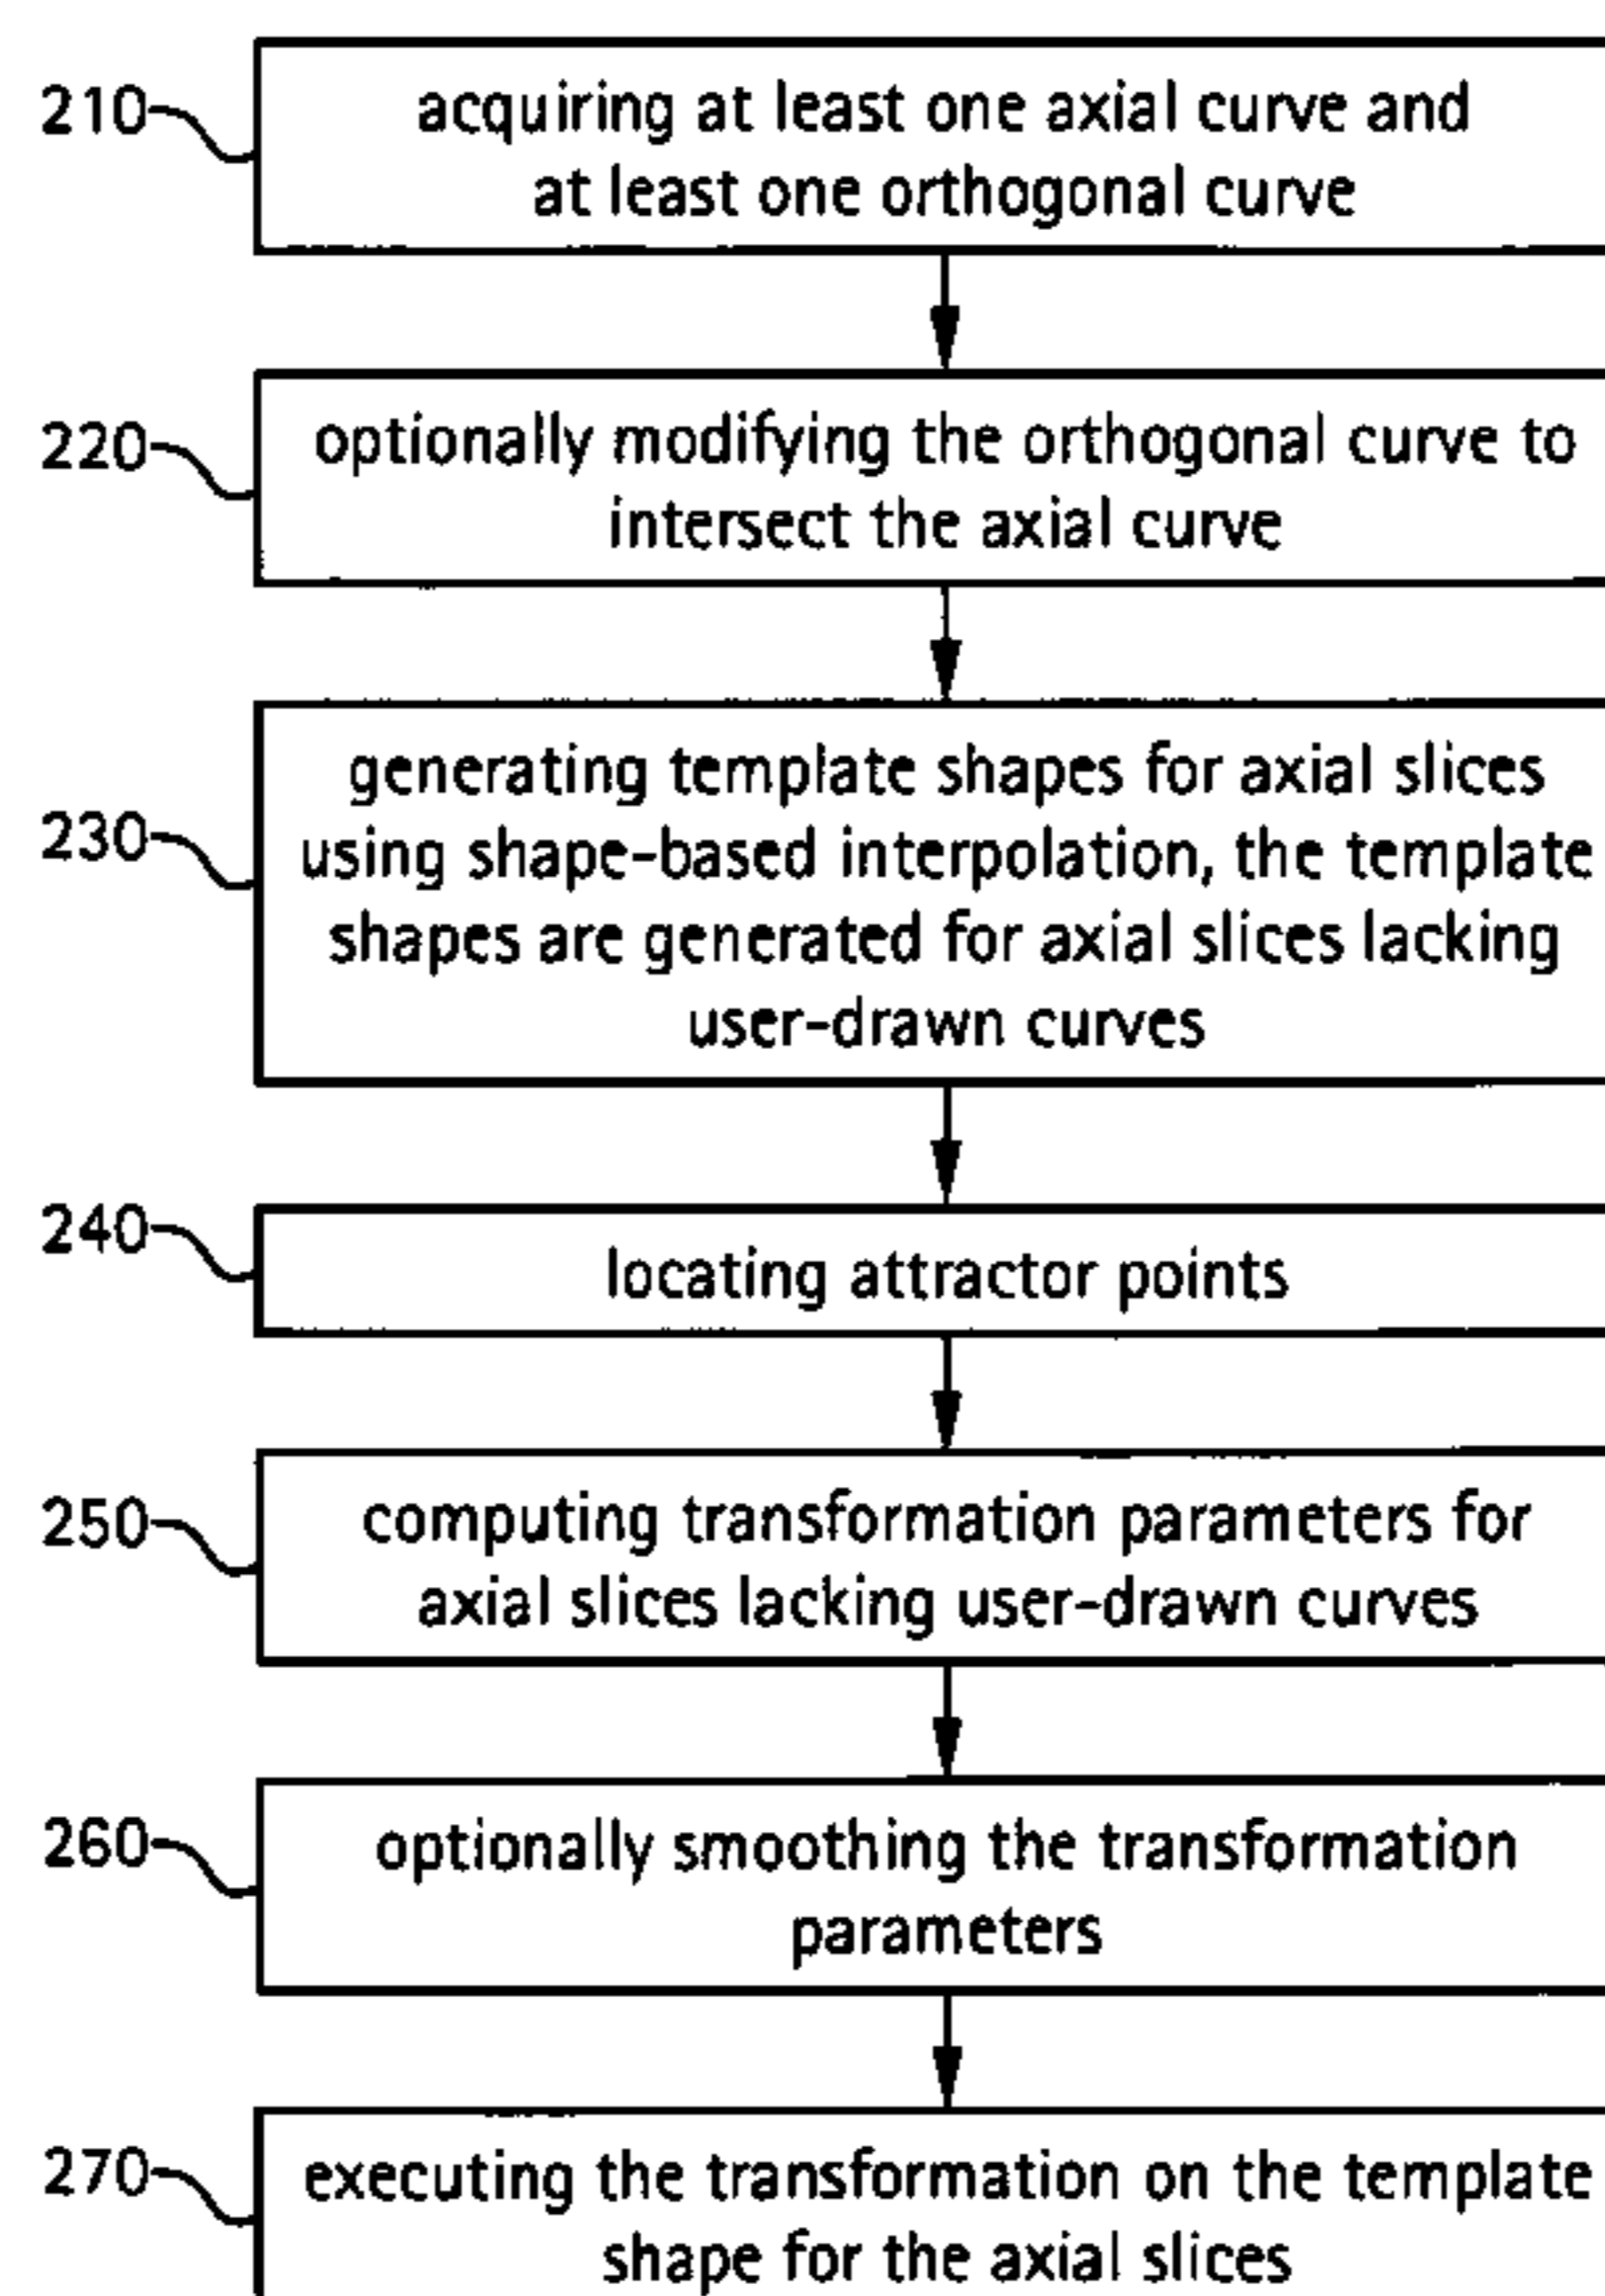 210
acquiring at least one axial curve and
at least one orthogonal curve
220
optionally modifying the orthogonal curve to
intersect the axial curve
230
generating template shapes for axial slices
using shape-based interpolation, the template
shapes are generated for axial slices lacking
user-drawn curves
240
locating attractor points
250
computing transformation parameters for
axial slices lacking user-drawn curves
260
optionally smoothing the transformation
parameters
270
executing the transformation on the template
shape for the axial slices